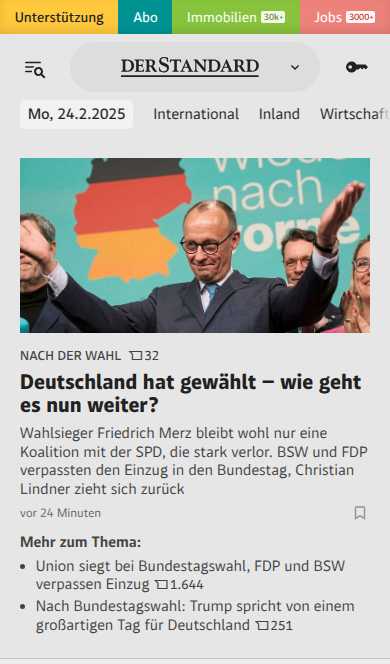 Unterstützung Abo Immobilien 30k+ Jobs 3000+
DERSTANDARD
Mo, 24.2.2025 International Inland Wirtschaft
Wieder
nach
vorne
NACH DER WAHL 32
Deutschland hat gewählt – wie geht
es nun weiter?
Wahlsieger Friedrich Merz bleibt wohl nur eine
Koalition mit der SPD, die stark verlor. BSW und FDP
verpassten den Einzug in den Bundestag, Christian
Lindner zieht sich zurück
vor 24 Minuten
Mehr zum Thema:
Union siegt bei Bundestagswahl, FDP und BSW
verpassen Einzug 1.644
Nach Bundestagswahl: Trump spricht von einem
großartigen Tag für Deutschland 251